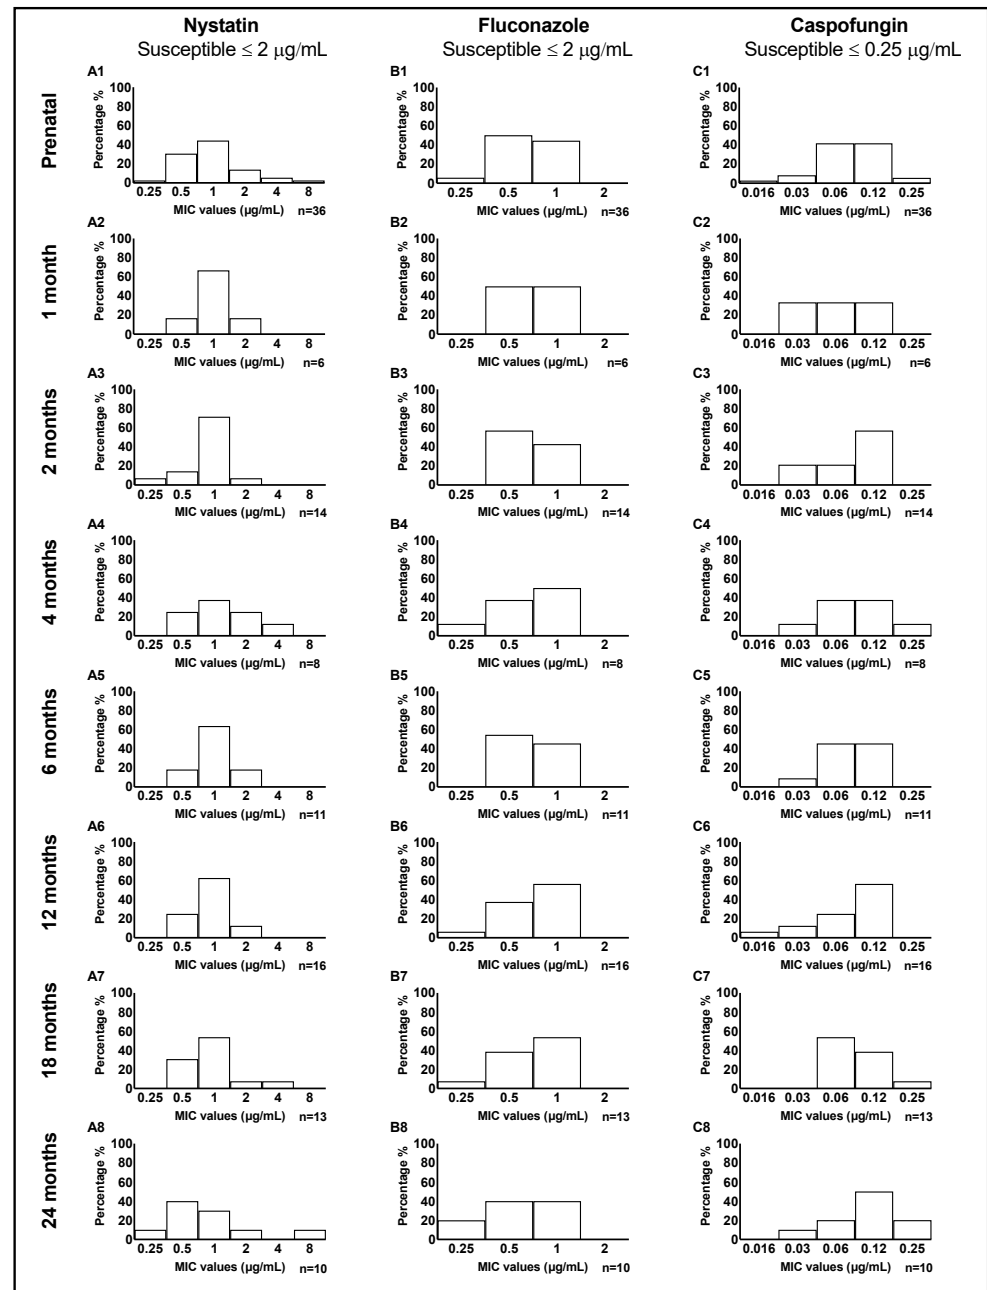 Nystatin
Susceptible ≤ 2 µg/mL
Fluconazole
Susceptible ≤ 2 µg/mL
Caspofungin
Susceptible ≤ 0.25 µg/mL
Prenatal
A1
Percentage %
100
80
60
40
20
0
0.25 0.5 1 2 4 8
MIC values (µg/mL) n=36
B1
Percentage %
100
80
60
40
20
0
0.25 0.5 1 2
MIC values (µg/mL) n=36
C1
Percentage %
100
80
60
40
20
0
0.016 0.03 0.06 0.12 0.25
MIC values (µg/mL) n=36
1 month
A2
Percentage %
100
80
60
40
20
0
0.25 0.5 1 2 4 8
MIC values (µg/mL) n=6
B2
Percentage %
100
80
60
40
20
0
0.25 0.5 1 2
MIC values (µg/mL) n=6
C2
Percentage %
100
80
60
40
20
0
0.016 0.03 0.06 0.12 0.25
MIC values (µg/mL) n=6
2 months
A3
Percentage %
100
80
60
40
20
0
0.25 0.5 1 2 4 8
MIC values (µg/mL) n=14
B3
Percentage %
100
80
60
40
20
0
0.25 0.5 1 2
MIC values (µg/mL) n=14
C3
Percentage %
100
80
60
40
20
0
0.016 0.03 0.06 0.12 0.25
MIC values (µg/mL) n=14
4 months
A4
Percentage %
100
80
60
40
20
0
0.25 0.5 1 2 4 8
MIC values (µg/mL) n=8
B4
Percentage %
100
80
60
40
20
0
0.25 0.5 1 2
MIC values (µg/mL) n=8
C4
Percentage %
100
80
60
40
20
0
0.016 0.03 0.06 0.12 0.25
MIC values (µg/mL) n=8
6 months
A5
Percentage %
100
80
60
40
20
0
0.25 0.5 1 2 4 8
MIC values (µg/mL) n=11
B5
Percentage %
100
80
60
40
20
0
0.25 0.5 1 2
MIC values (µg/mL) n=11
C5
Percentage %
100
80
60
40
20
0
0.016 0.03 0.06 0.12 0.25
MIC values (µg/mL) n=11
12 months
A6
Percentage %
100
80
60
40
20
0
0.25 0.5 1 2 4 8
MIC values (µg/mL) n=16
B6
Percentage %
100
80
60
40
20
0
0.25 0.5 1 2
MIC values (µg/mL) n=16
C6
Percentage %
100
80
60
40
20
0
0.016 0.03 0.06 0.12 0.25
MIC values (µg/mL) n=16
18 months
A7
Percentage %
100
80
60
40
20
0
0.25 0.5 1 2 4 8
MIC values (µg/mL) n=13
B7
Percentage %
100
80
60
40
20
0
0.25 0.5 1 2
MIC values (µg/mL) n=13
C7
Percentage %
100
80
60
40
20
0
0.016 0.03 0.06 0.12 0.25
MIC values (µg/mL) n=13
24 months
A8
Percentage %
100
80
60
40
20
0
0.25 0.5 1 2 4 8
MIC values (µg/mL) n=10
B8
Percentage %
100
80
60
40
20
0
0.25 0.5 1 2
MIC values (µg/mL) n=10
C8
Percentage %
100
80
60
40
20
0
0.016 0.03 0.06 0.12 0.25
MIC values (µg/mL) n=10